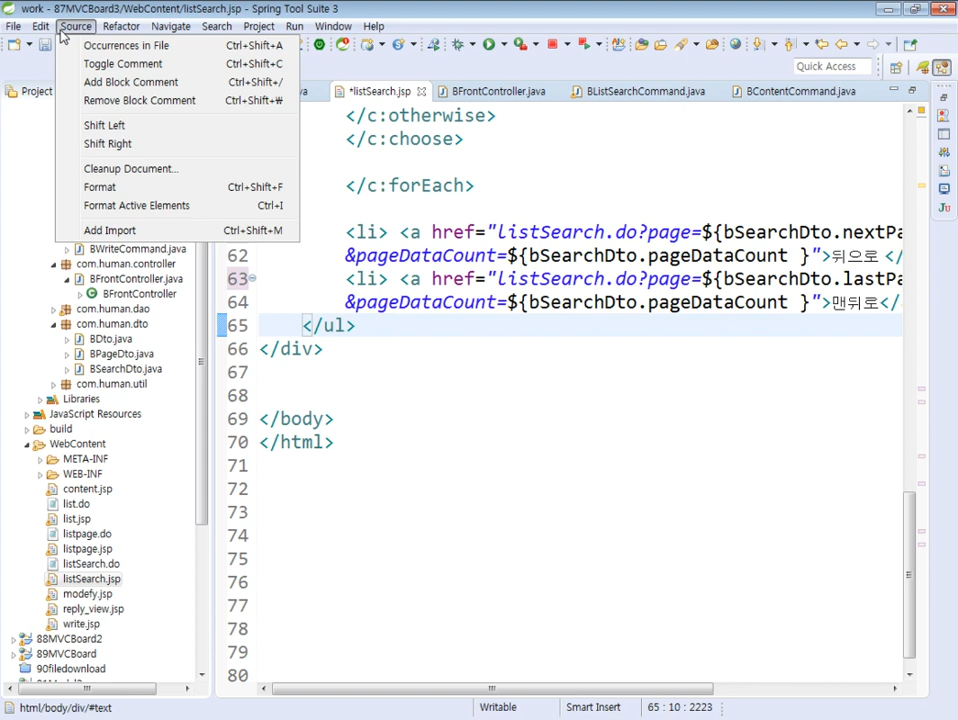 work - 87MVCBoard3/WebContent/listSearch.jsp - Spring Tool Suite 3
File Edit Source Refactor Navigate Search Project Run Window Help
Occurrences in File Ctrl+Shift+A
Toggle Comment Ctrl+Shift+C
Add Block Comment Ctrl+Shift+/
Remove Block Comment Ctrl+Shift+₩
Shift Left
Shift Right
Cleanup Document...
Format Ctrl+Shift+F
Format Active Elements Ctrl+I
Add Import Ctrl+Shift+M
Quick Access
Project
*listSearch.jsp BFrontController.java BListSearchCommand.java BContentCommand.java
BWriteCommand.java
com.human.controller
BFrontController.java
BFrontController
com.human.dao
com.human.dto
BDto.java
BPageDto.java
BSearchDto.java
com.human.util
Libraries
JavaScript Resources
build
WebContent
META-INF
WEB-INF
content.jsp
list.do
list.jsp
listpage.do
listpage.jsp
listSearch.do
listSearch.jsp
modefy.jsp
reply_view.jsp
write.jsp
88MVCBoard2
89MVCBoard
90filedownload
</c:otherwise>
</c:choose>
</c:forEach>
<li> <a href="listSearch.do?page=${bSearchDto.nextPa
62 &pageDataCount=${bSearchDto.pageDataCount }">뒤으로 </
63 <li> <a href="listSearch.do?page=${bSearchDto.lastPa
64 &pageDataCount=${bSearchDto.pageDataCount }">맨뒤로</
65 </ul>
66 </div>
67
68
69 </body>
70 </html>
71
72
73
74
75
76
77
78
79
80
html/body/div/#text Writable Smart Insert 65 : 10 : 2223